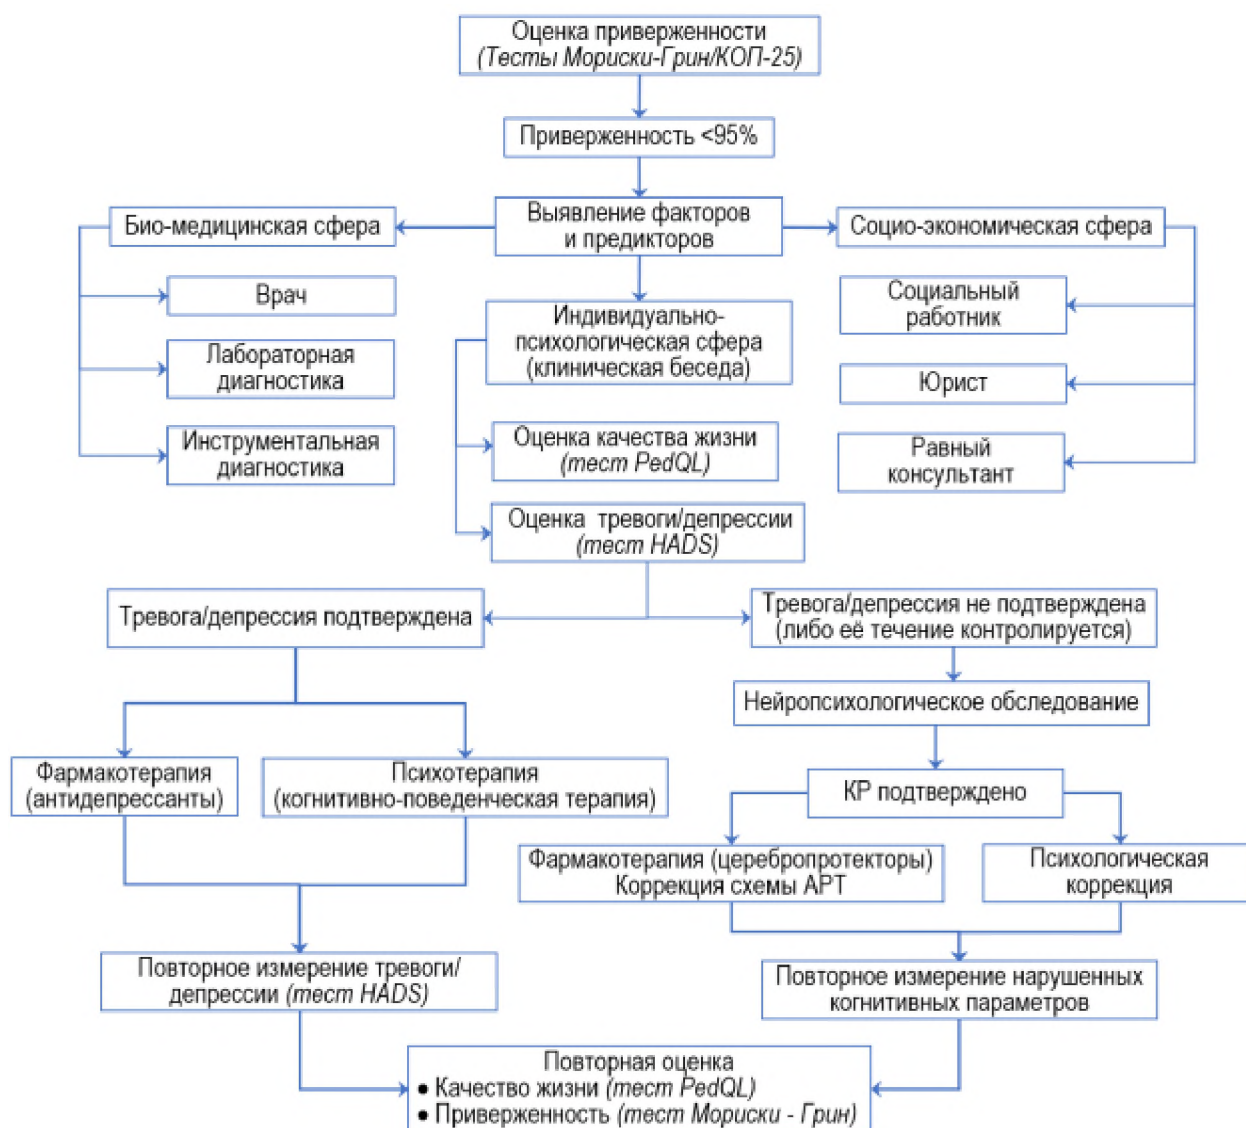 Оценка приверженности
(Тесты Мориски-Грин/КОП-25)
Приверженность <95%
Выявление факторов
и предикторов
Био-медицинская сфера
Врач
Лабораторная
диагностика
Инструментальная
диагностика
Индивидуально-
психологическая сфера
(клиническая беседа)
Оценка качества жизни
(тест PedQL)
Оценка тревоги/депрессии
(тест HADS)
Социо-экономическая сфера
Социальный
работник
Юрист
Равный
консультант
Тревога/депрессия подтверждена
Фармакотерапия
(антидепрессанты)
Психотерапия
(когнитивно-поведенческая терапия)
Повторное измерение тревоги/
депрессии (тест HADS)
Тревога/депрессия не подтверждена
(либо её течение контролируется)
Нейропсихологическое обследование
КР подтверждено
Фармакотерапия (церебропротекторы)
Коррекция схемы АРТ
Психологическая
коррекция
Повторное измерение нарушенных
когнитивных параметров
Повторная оценка
● Качество жизни (тест PedQL)
● Приверженность (тест Мориски - Грин)